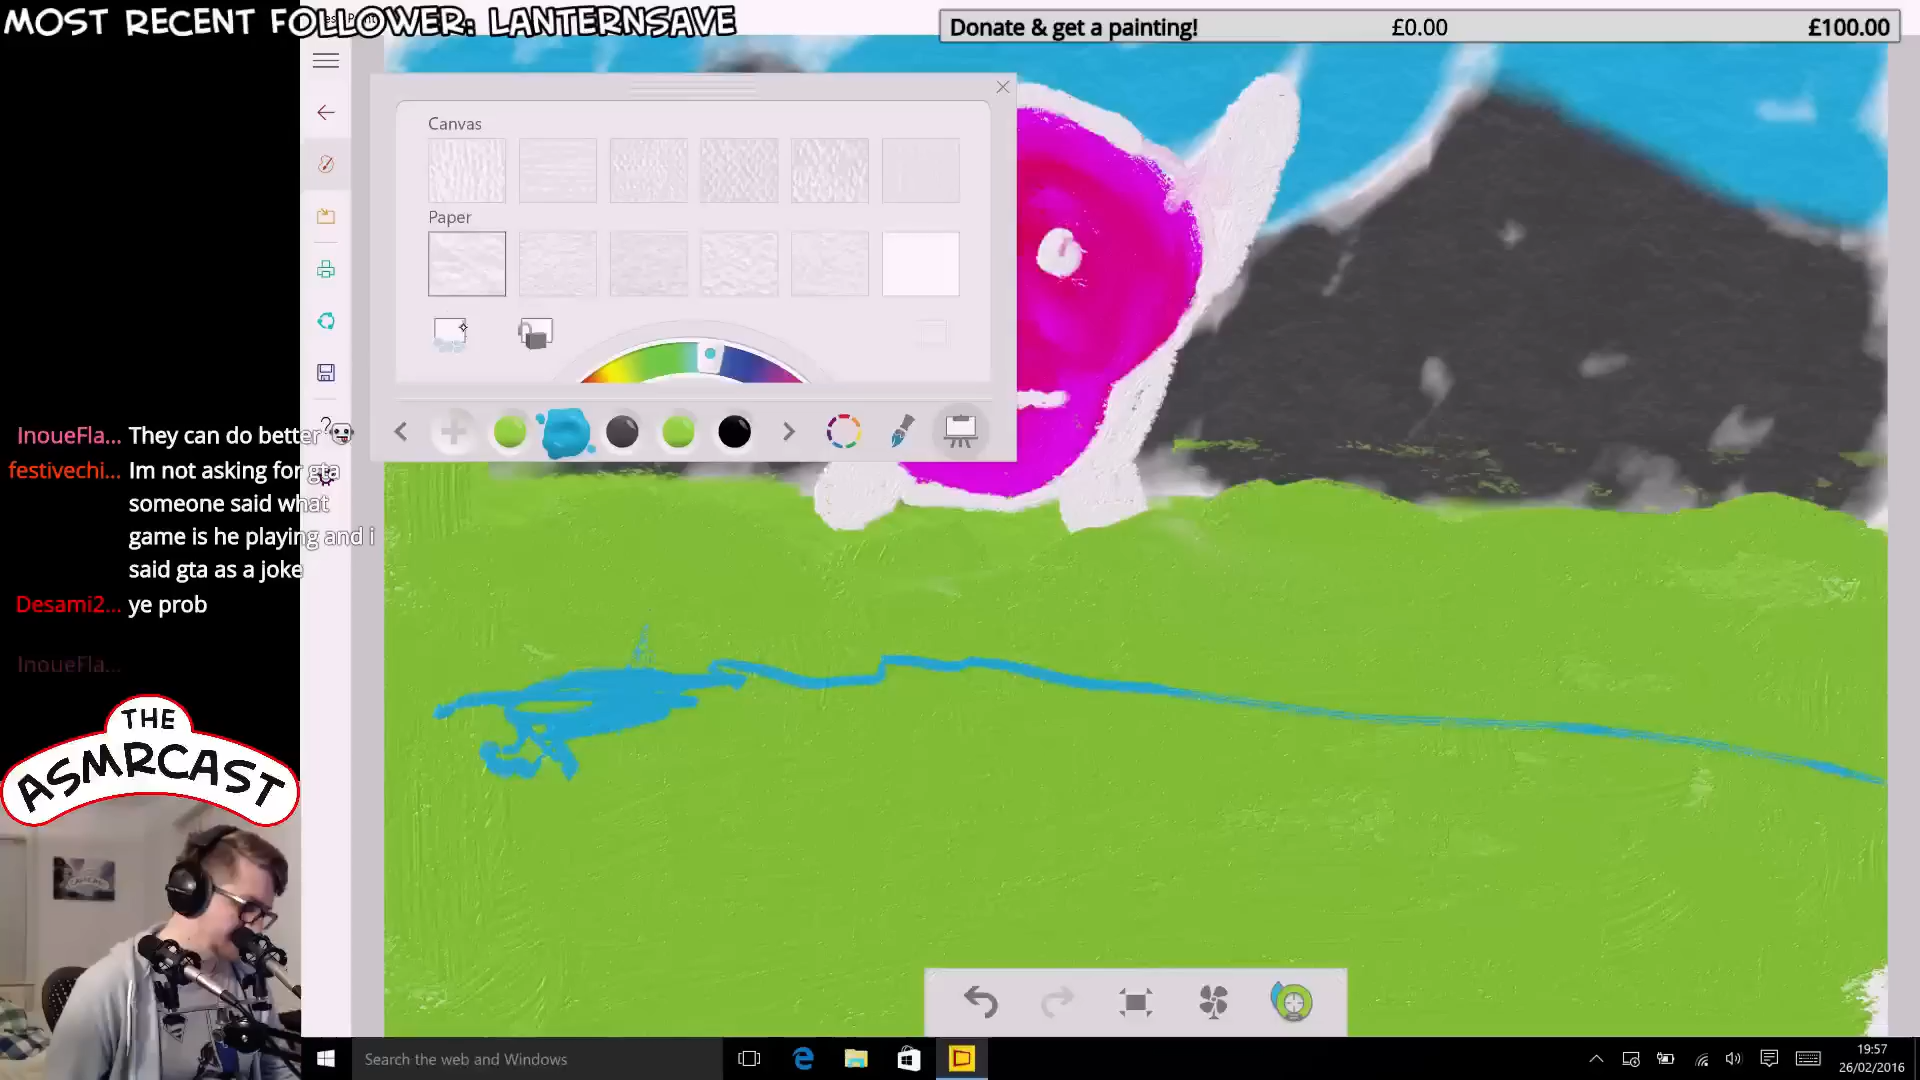 MOST RECENT FOLLOWER: LANTERNSAVE
Donate & get a painting! £0.00 £100.00
Canvas
Paper
InoueFla... They can do better
festivechi... Im not asking for gta
someone said what
game is he playing and i
said gta as a joke
Desami2... ye prob
InoueFla...
THE
ASMRCAST
Search the web and Windows
19:57
26/02/2016